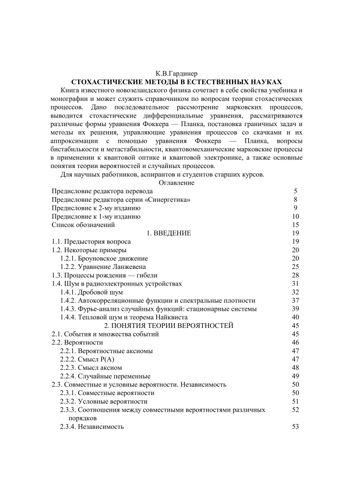 К.В.Гардинер
СТОХАСТИЧЕСКИЕ МЕТОДЫ В ЕСТЕСТВЕННЫХ НАУКАХ
Книга известного новозеландского физика сочетает в себе свойства учебника и
монографии и может служить справочником по вопросам теории стохастических
процессов. Дано последовательное рассмотрение марковских процессов,
выводится стохастические дифференциальные уравнения, рассматриваются
различные формы уравнения Фоккера — Планка, постановка граничных задач и
методы их решения, управляющие уравнения процессов со скачками и их
аппроксимации с помощью уравнения Фоккера — Планка, вопросы
бистабильности и метастабильности, квантовомеханические марковские процессы
в применении к квантовой оптике и квантовой электронике, а также основные
понятия теории вероятностей и случайных процессов.
Для научных работников, аспирантов и студентов старших курсов.
Оглавление
Предисловие редактора перевода 5
Предисловие редактора серии «Синергетика» 8
Предисловие к 2-му изданию 9
Предисловие к 1-му изданию 10
Список обозначений 15
1. ВВЕДЕНИЕ 19
1.1. Предыстория вопроса 19
1.2. Некоторые примеры 20
1.2.1. Броуновское движение 20
1.2.2. Уравнение Ланжевена 25
1.3. Процессы рождения — гибели 28
1.4. Шум в радиоэлектронных устройствах 31
1.4.1. Дробовой шум 32
1.4.2. Автокорреляционные функции и спектральные плотности 37
1.4.3. Фурье-анализ случайных функций: стационарные системы 39
1.4.4. Тепловой шум и теорема Найквиста 40
2. ПОНЯТИЯ ТЕОРИИ ВЕРОЯТНОСТЕЙ 45
2.1. События и множества событий 45
2.2. Вероятности 46
2.2.1. Вероятностные аксиомы 47
2.2.2. Смысл P(A) 47
2.2.3. Смысл аксиом 48
2.2.4. Случайные переменные 49
2.3. Совместные и условные вероятности. Независимость 50
2.3.1. Совместные вероятности 50
2.3.2. Условные вероятности 51
2.3.3. Соотношения между совместными вероятностями различных 52
порядков
2.3.4. Независимость 53